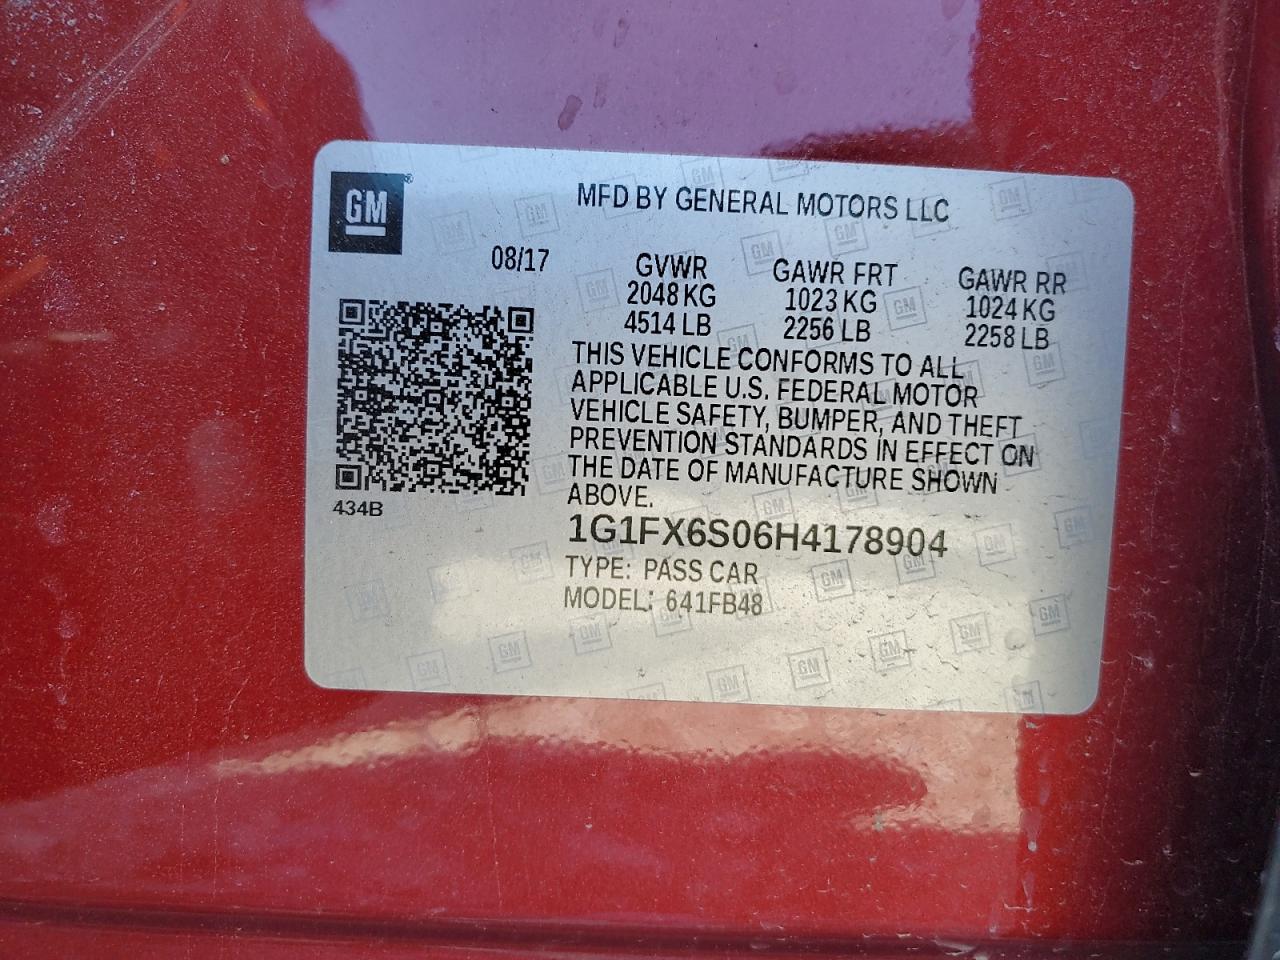 GM®
MFD BY GENERAL MOTORS LLC
08/17
GVWR
2048 KG
4514 LB
GAWR FRT
1023 KG
2256 LB
GAWR RR
1024 KG
2258 LB
THIS VEHICLE CONFORMS TO ALL
APPLICABLE U.S. FEDERAL MOTOR
VEHICLE SAFETY, BUMPER, AND THEFT
PREVENTION STANDARDS IN EFFECT ON
THE DATE OF MANUFACTURE SHOWN
ABOVE.
434B
1G1FX6S06H4178904
TYPE: PASS CAR
MODEL: 641FB48